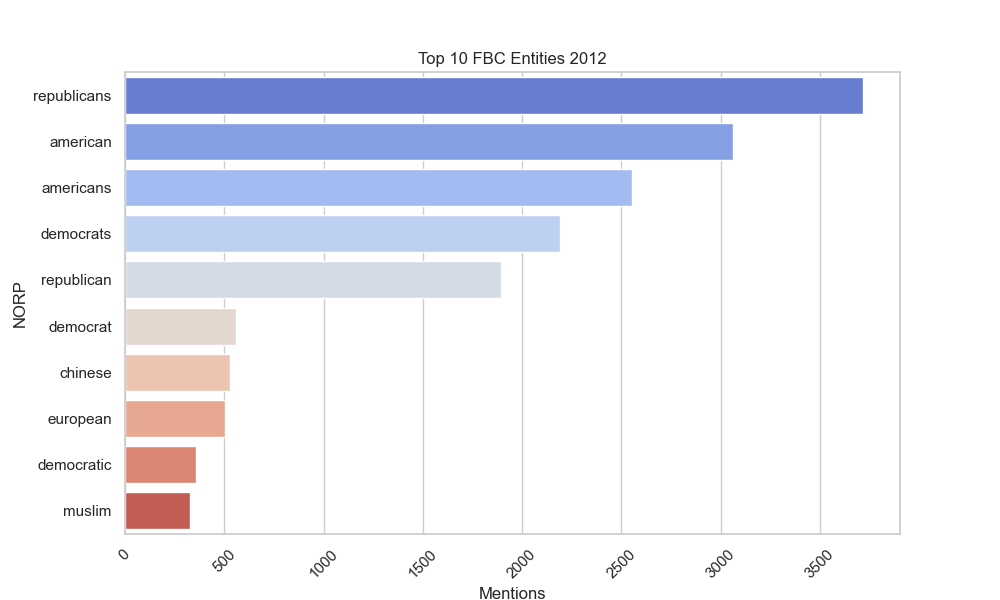 Top 10 FBC Entities 2012
NORP
republicans
american
americans
democrats
republican
democrat
chinese
european
democratic
muslim
0
500
1000
1500
2000
2500
3000
3500
Mentions